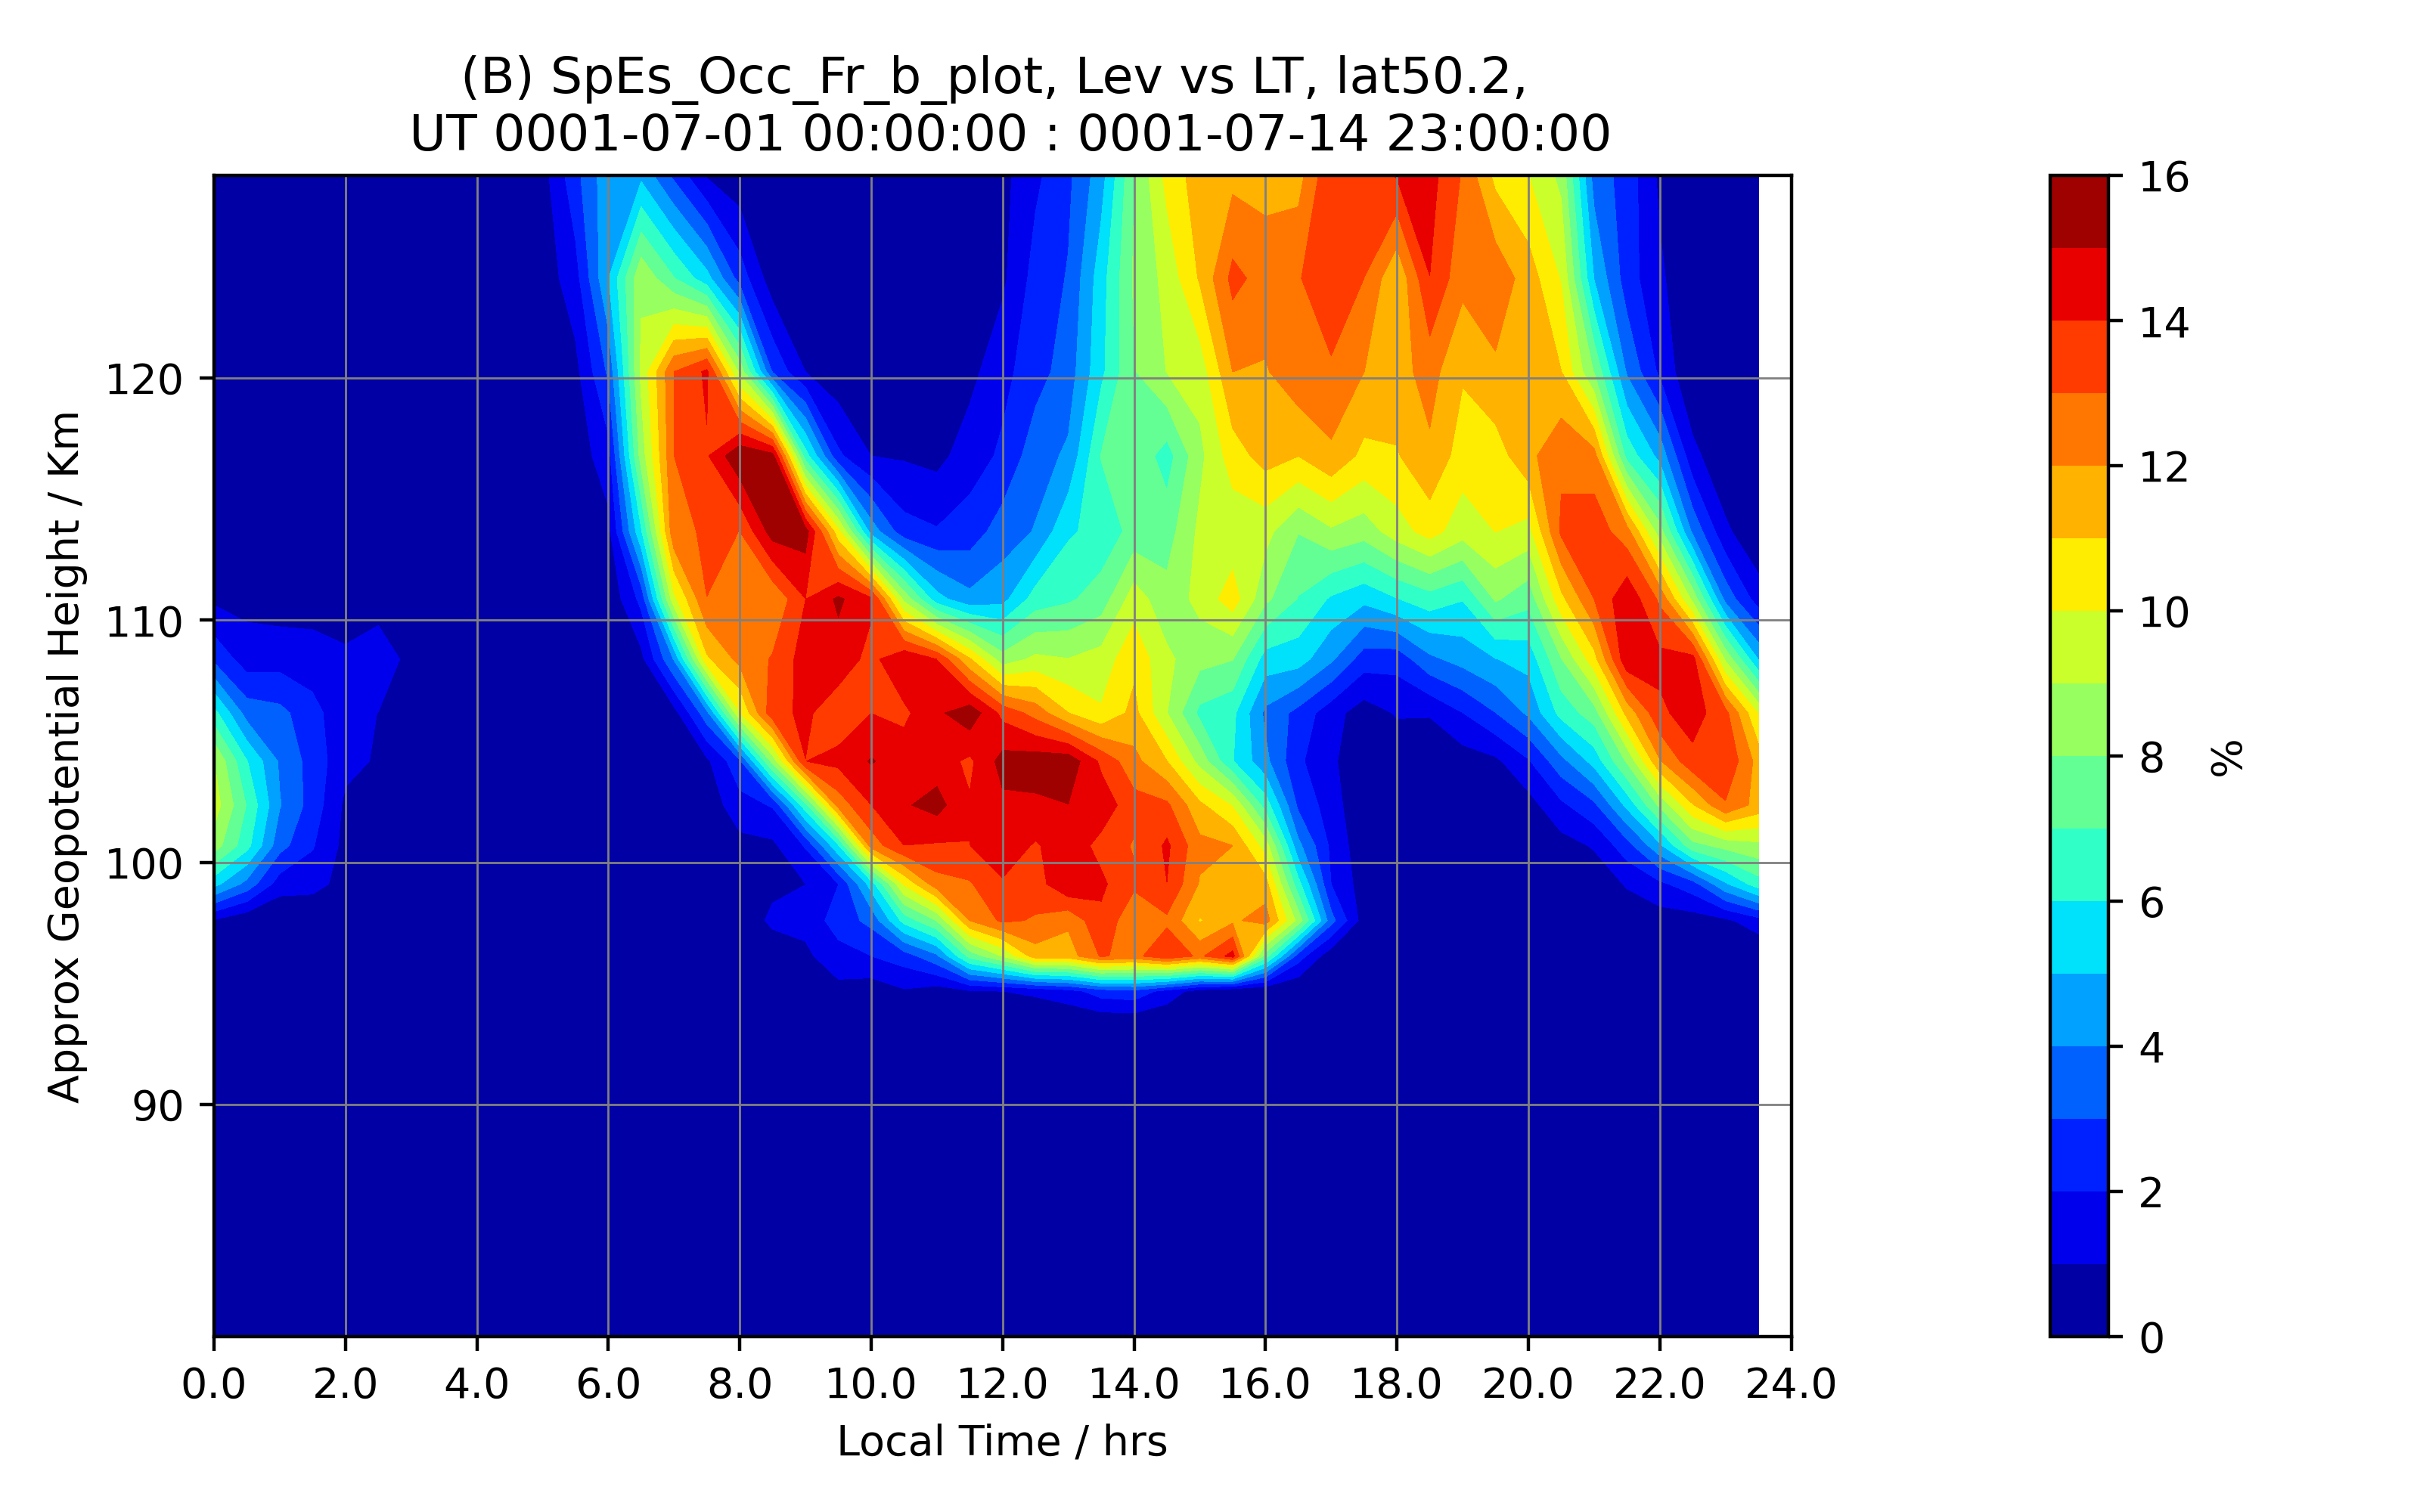 (B) SpEs_Occ_Fr_b_plot, Lev vs LT, lat50.2,
UT 0001-07-01 00:00:00 : 0001-07-14 23:00:00
Approx Geopotential Height / Km
120
110
100
90
0.0 2.0 4.0 6.0 8.0 10.0 12.0 14.0 16.0 18.0 20.0 22.0 24.0
Local Time / hrs
16
14
12
10
8
6
4
2
0
%